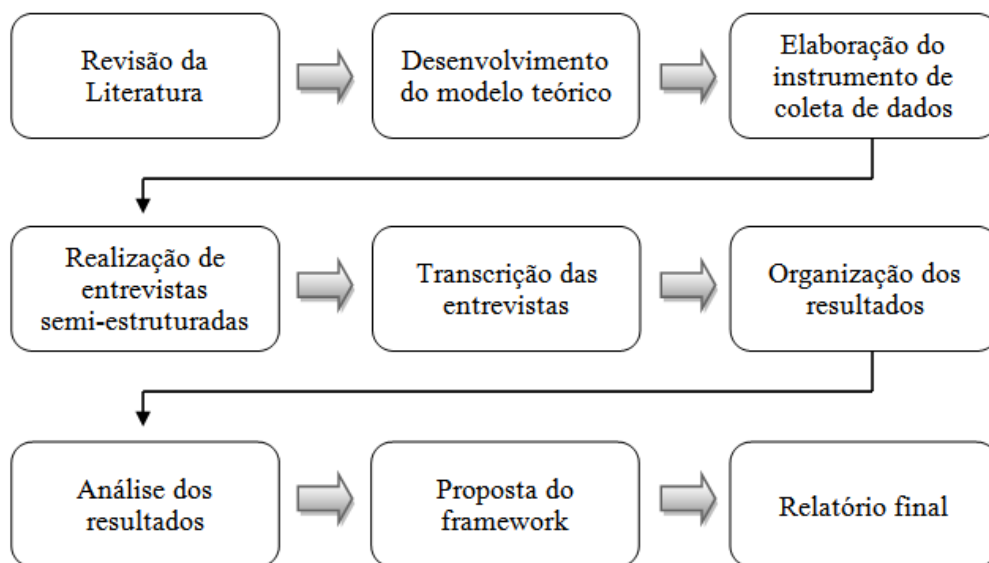 Revisão da
Literatura
Desenvolvimento
do modelo teórico
Elaboração do
instrumento de
coleta de dados
Realização de
entrevistas
semi-estruturadas
Transcrição das
entrevistas
Organização dos
resultados
Análise dos
resultados
Proposta do
framework
Relatório final